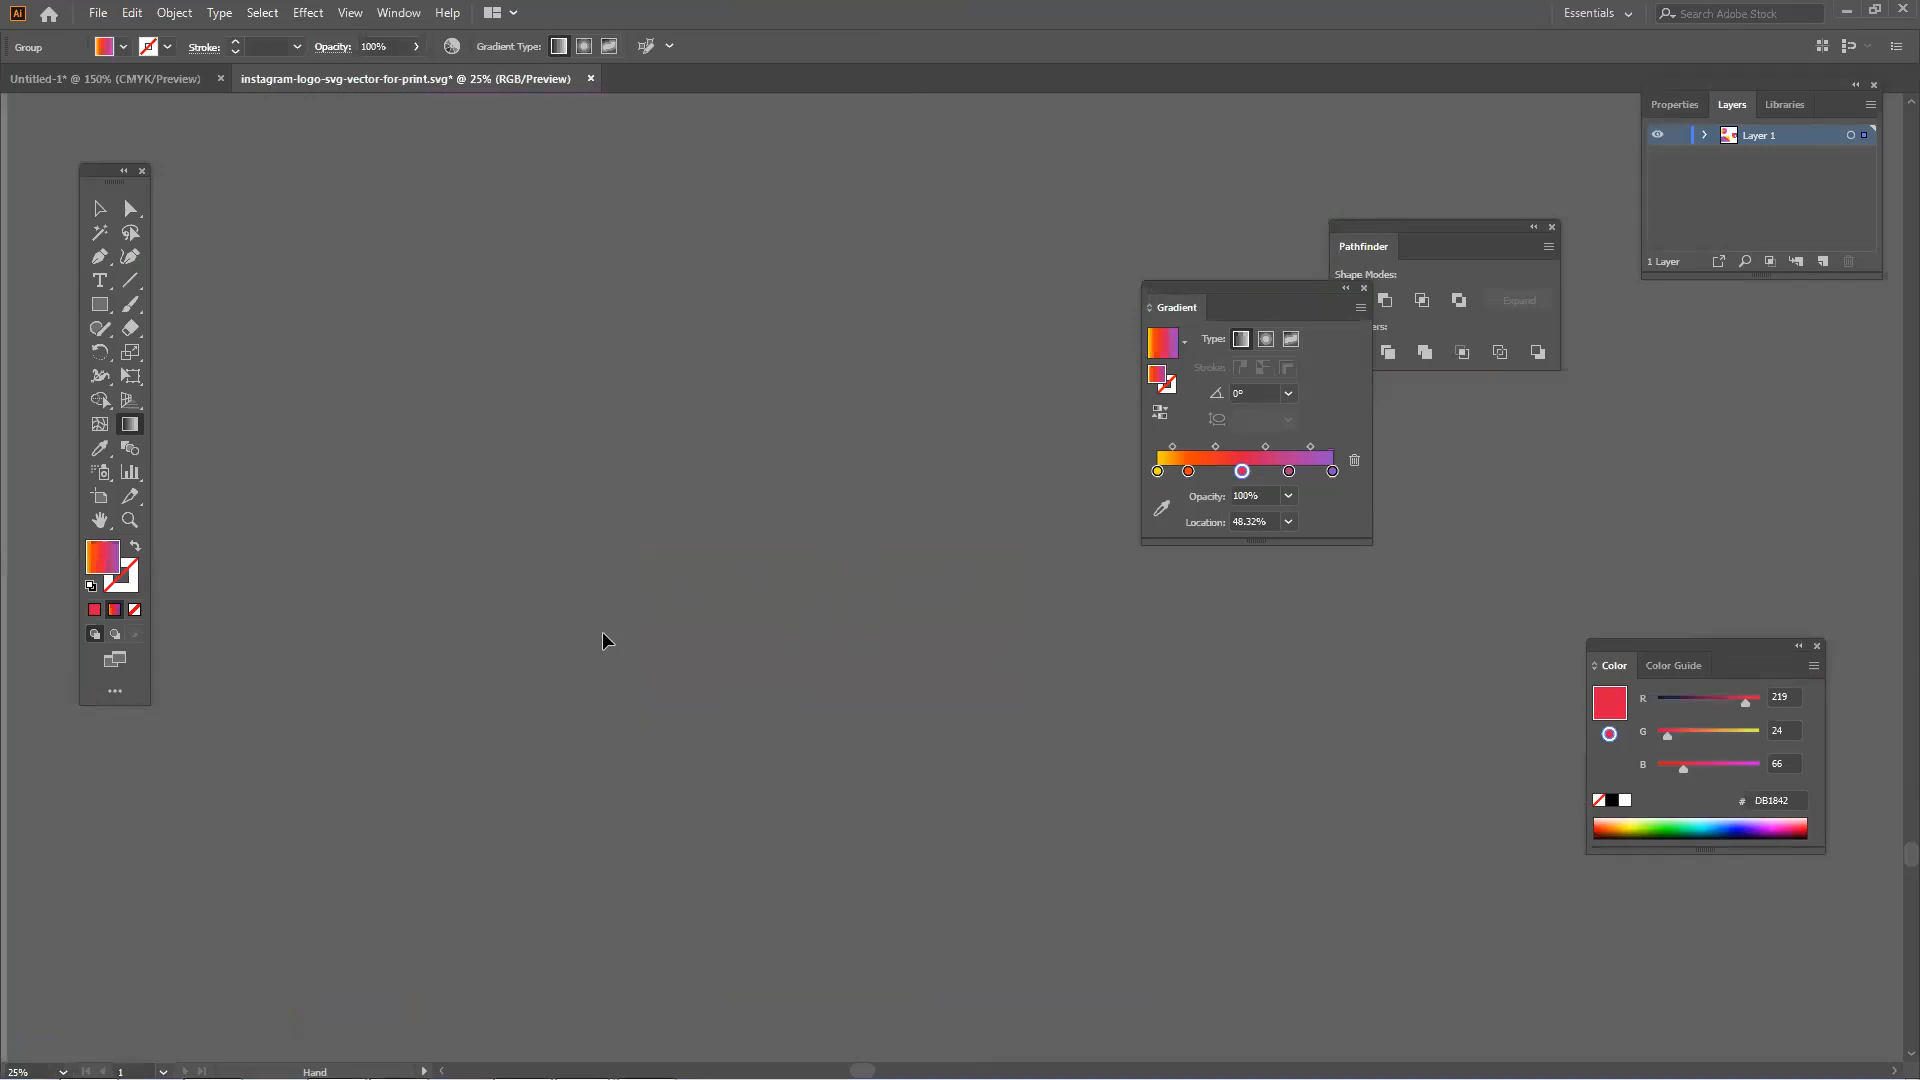 Ai File Edit Object Type Select Effect View Window Help Essentials Search Adobe Stock
Group Stroke: Opacity: 100% Gradient Type:
Untitled-1* @ 150% (CMYK/Preview) × instagram-logo-svg-vector-for-print.svg* @ 25% (RGB/Preview) ×
Properties Layers Libraries
Layer 1
1 Layer
Pathfinder
Shape Modes:
Expand
ers:
Gradient
Type:
Stroke:
0°
Opacity: 100%
Location: 48.32%
Color Color Guide
R 219
G 24
B 66
# DB1842
25% 1 Hand